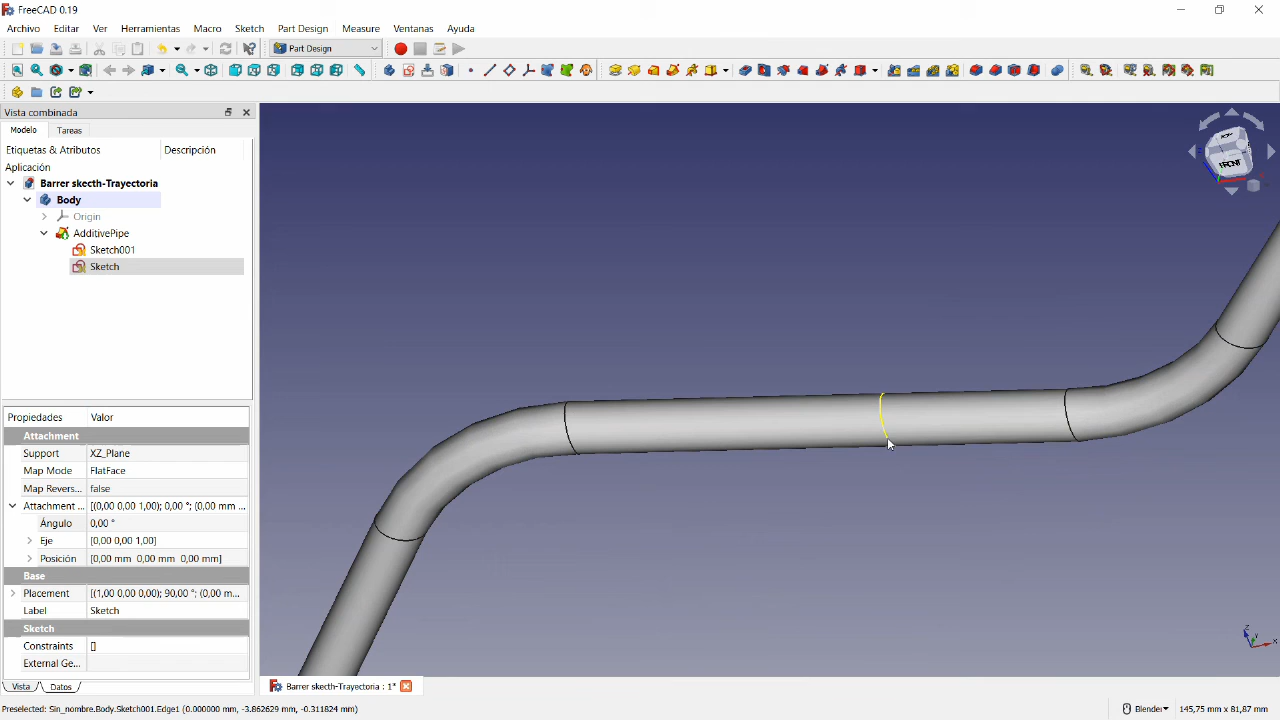 FreeCAD 0.19
Archivo Editar Ver Herramientas Macro Sketch Part Design Measure Ventanas Ayuda
Part Design
Vista combinada
Modelo Tareas
Etiquetas & Atributos Descripción
Aplicación
Barrer skecth-Trayectoria
Body
Origin
AdditivePipe
Sketch001
Sketch
FRONT
Propiedades Valor
Attachment
Support XZ_Plane
Map Mode FlatFace
Map Revers... false
Attachment ... [(0,00 0,00 1,00); 0,00 °; (0,00 mm ...
Ángulo 0,00 °
Eje [0,00 0,00 1,00]
Posición [0,00 mm 0,00 mm 0,00 mm]
Base
Placement [(1,00 0,00 0,00); 90,00 °; (0,00 m...
Label Sketch
Sketch
Constraints []
External Ge...
Vista Datos
Barrer skecth-Trayectoria : 1*
Z Y X
Preselected: Sin_nombre.Body.Sketch001.Edge1 (0.000000 mm, -3.862629 mm, -0.311824 mm)
Blender
145,75 mm x 81,87 mm